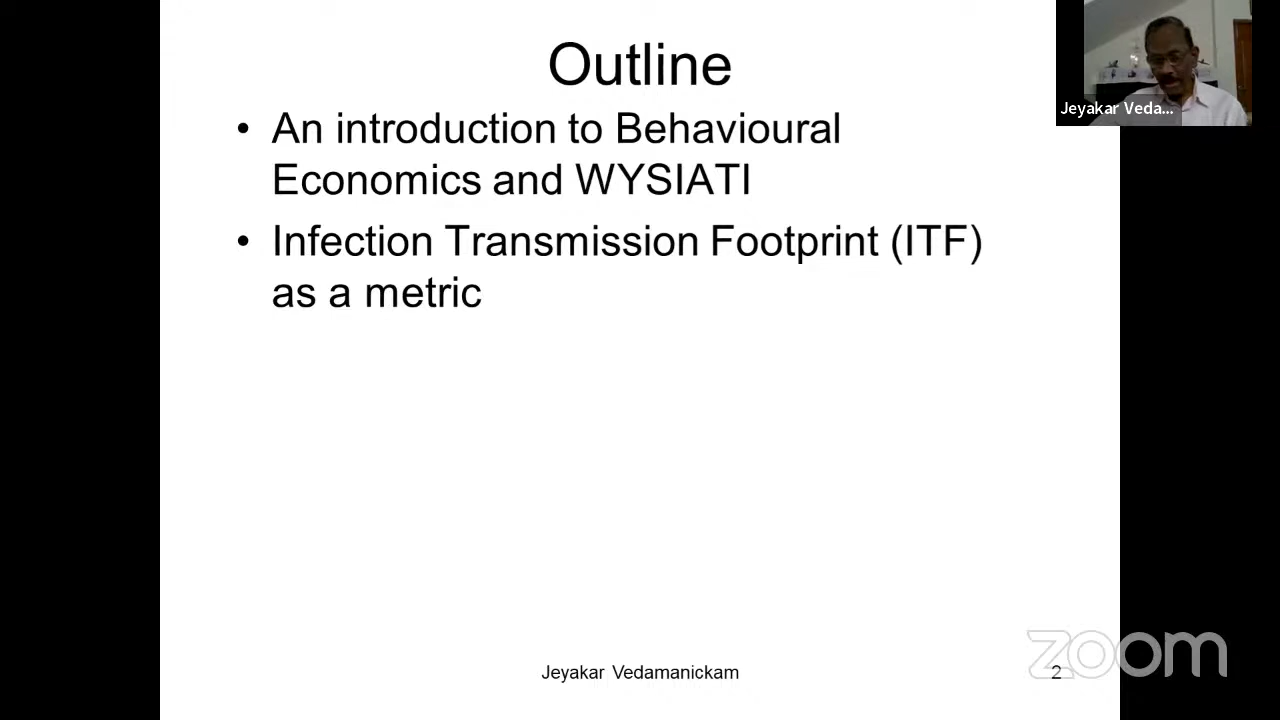 Outline
• An introduction to Behavioural
Economics and WYSIATI
• Infection Transmission Footprint (ITF)
as a metric
Jeyakar Veda...
Jeyakar Vedamanickam
2
zoom